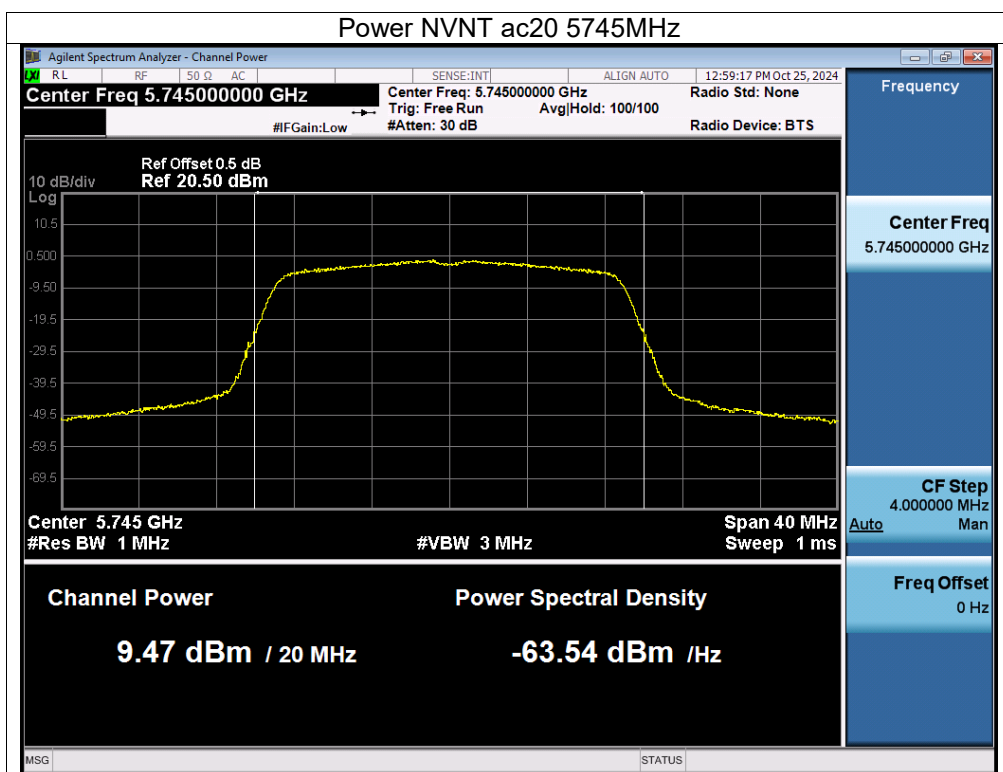 Power NVNT ac20 5745MHz
Agilent Spectrum Analyzer - Channel Power
LXI RL RF 50 Ω AC SENSE:INT ALIGN AUTO 12:59:17 PM Oct 25, 2024
Center Freq 5.745000000 GHz
#IFGain:Low
Center Freq: 5.745000000 GHz
Trig: Free Run Avg|Hold: 100/100
#Atten: 30 dB
Radio Std: None
Radio Device: BTS
Ref Offset 0.5 dB
10 dB/div Ref 20.50 dBm
Log
10.5
0.500
-9.50
-19.5
-29.5
-39.5
-49.5
-59.5
-69.5
Center 5.745 GHz Span 40 MHz
#Res BW 1 MHz #VBW 3 MHz Sweep 1 ms
Channel Power Power Spectral Density
9.47 dBm / 20 MHz -63.54 dBm /Hz
Frequency
Center Freq
5.745000000 GHz
CF Step
4.000000 MHz
Auto Man
Freq Offset
0 Hz
MSG STATUS